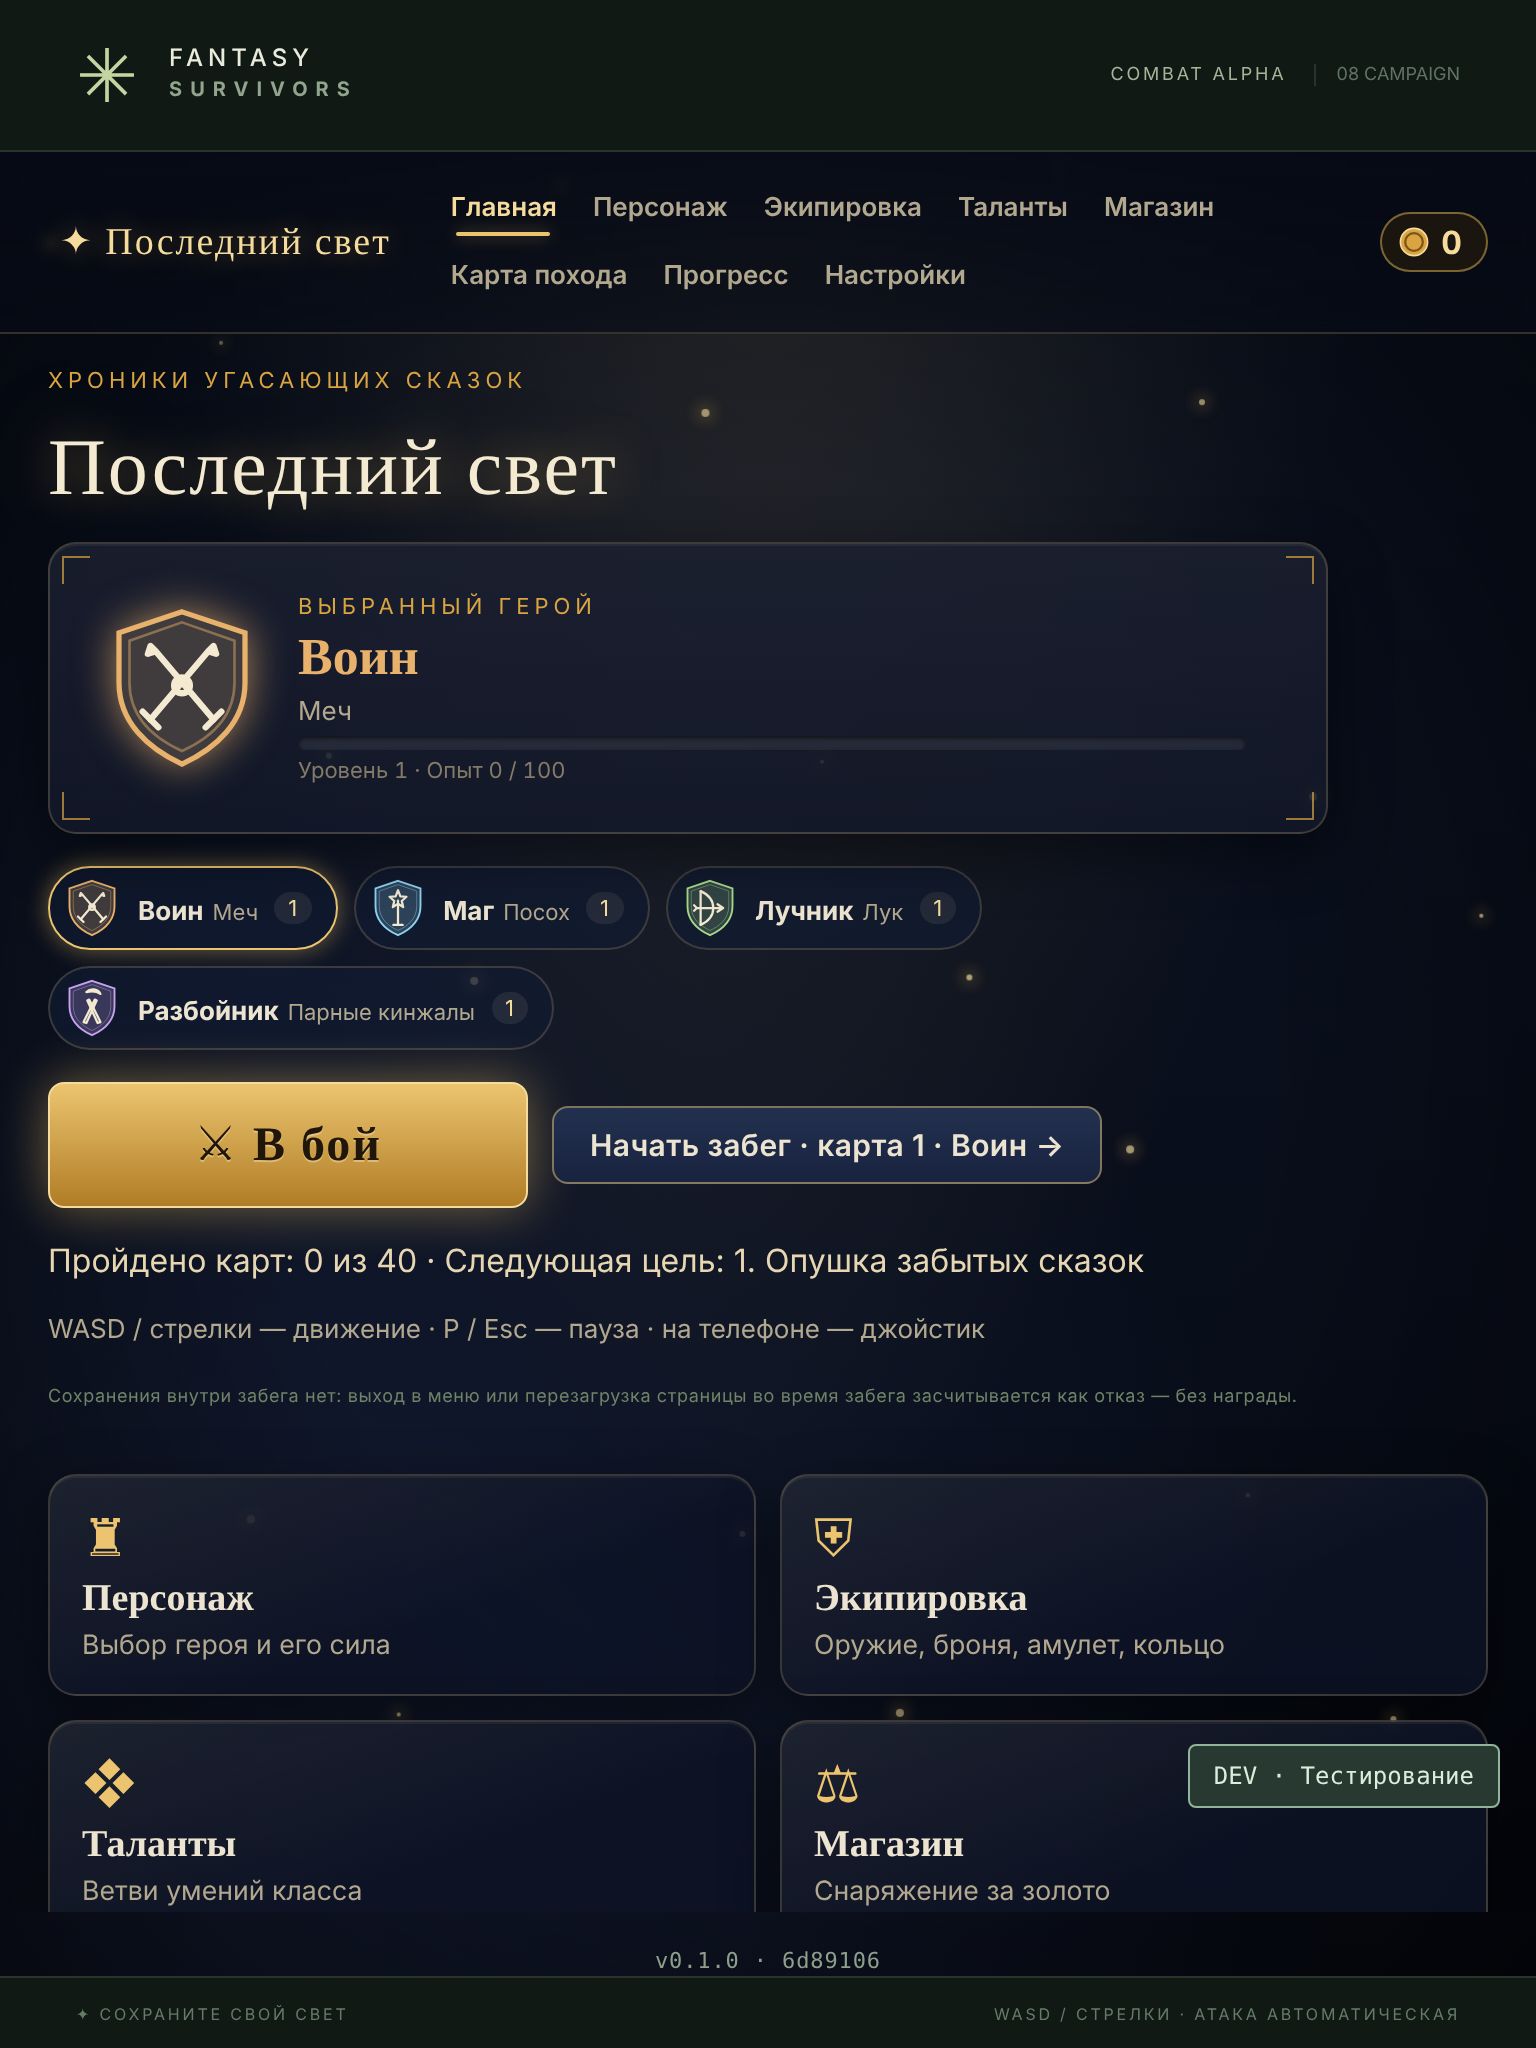 FANTASY
SURVIVORS
COMBAT ALPHA | 08 CAMPAIGN
✦ Последний свет
Главная Персонаж Экипировка Таланты Магазин
Карта похода Прогресс Настройки
0
ХРОНИКИ УГАСАЮЩИХ СКАЗОК
Последний свет
ВЫБРАННЫЙ ГЕРОЙ
Воин
Меч
Уровень 1 · Опыт 0 / 100
Воин Меч 1
Маг Посох 1
Лучник Лук 1
Разбойник Парные кинжалы 1
⚔ В бой
Начать забег · карта 1 · Воин →
Пройдено карт: 0 из 40 · Следующая цель: 1. Опушка забытых сказок
WASD / стрелки — движение · P / Esc — пауза · на телефоне — джойстик
Сохранения внутри забега нет: выход в меню или перезагрузка страницы во время забега засчитывается как отказ — без награды.
Персонаж
Выбор героя и его сила
Экипировка
Оружие, броня, амулет, кольцо
Таланты
Ветви умений класса
Магазин
Снаряжение за золото
DEV · Тестирование
v0.1.0 · 6d89106
✦ СОХРАНИТЕ СВОЙ СВЕТ
WASD / СТРЕЛКИ · АТАКА АВТОМАТИЧЕСКАЯ